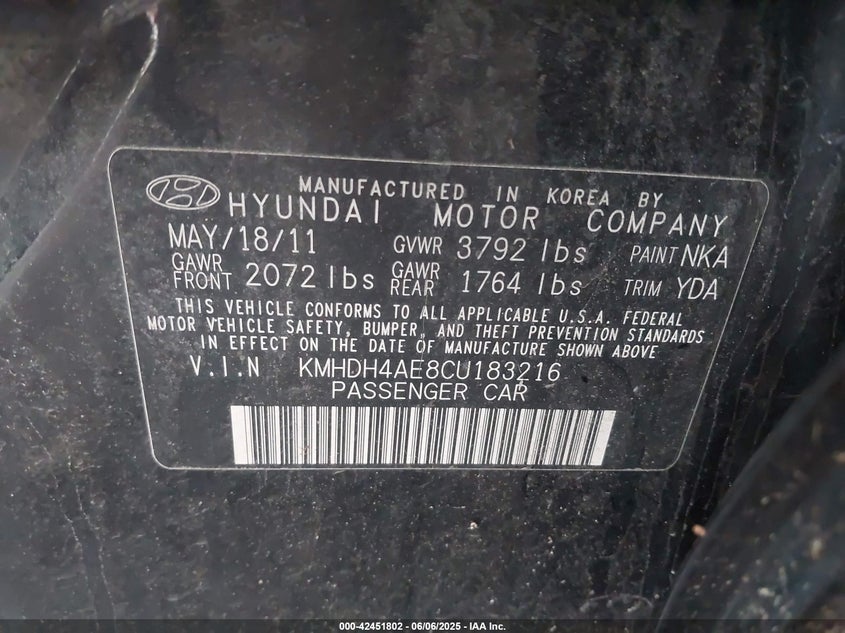 MANUFACTURED IN KOREA BY
HYUNDAI MOTOR COMPANY
MAY/18/11 GVWR 3792 lbs PAINT NKA
GAWR FRONT 2072 lbs GAWR REAR 1764 lbs TRIM YDA
THIS VEHICLE CONFORMS TO ALL APPLICABLE U.S.A. FEDERAL
MOTOR VEHICLE SAFETY, BUMPER, AND THEFT PREVENTION STANDARDS
IN EFFECT ON THE DATE OF MANUFACTURE SHOWN ABOVE
V.I.N KMHDH4AE8CU183216
PASSENGER CAR
000-42451802 - 06/06/2025 - IAA Inc.